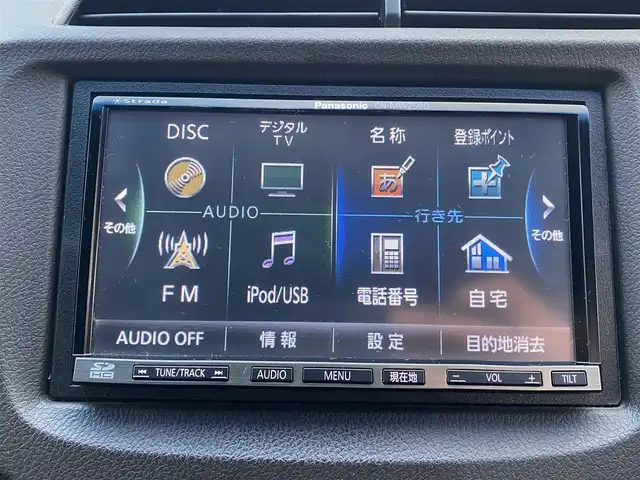 Strada
Panasonic
DISC
デジタル
TV
名称
登録ポイント
AUDIO
行き先
その他
その他
FM
iPod/USB
電話番号
自宅
AUDIO OFF
情報
設定
目的地消去
SD
HC
TUNE/TRACK
AUDIO
MENU
現在地
− VOL +
TILT